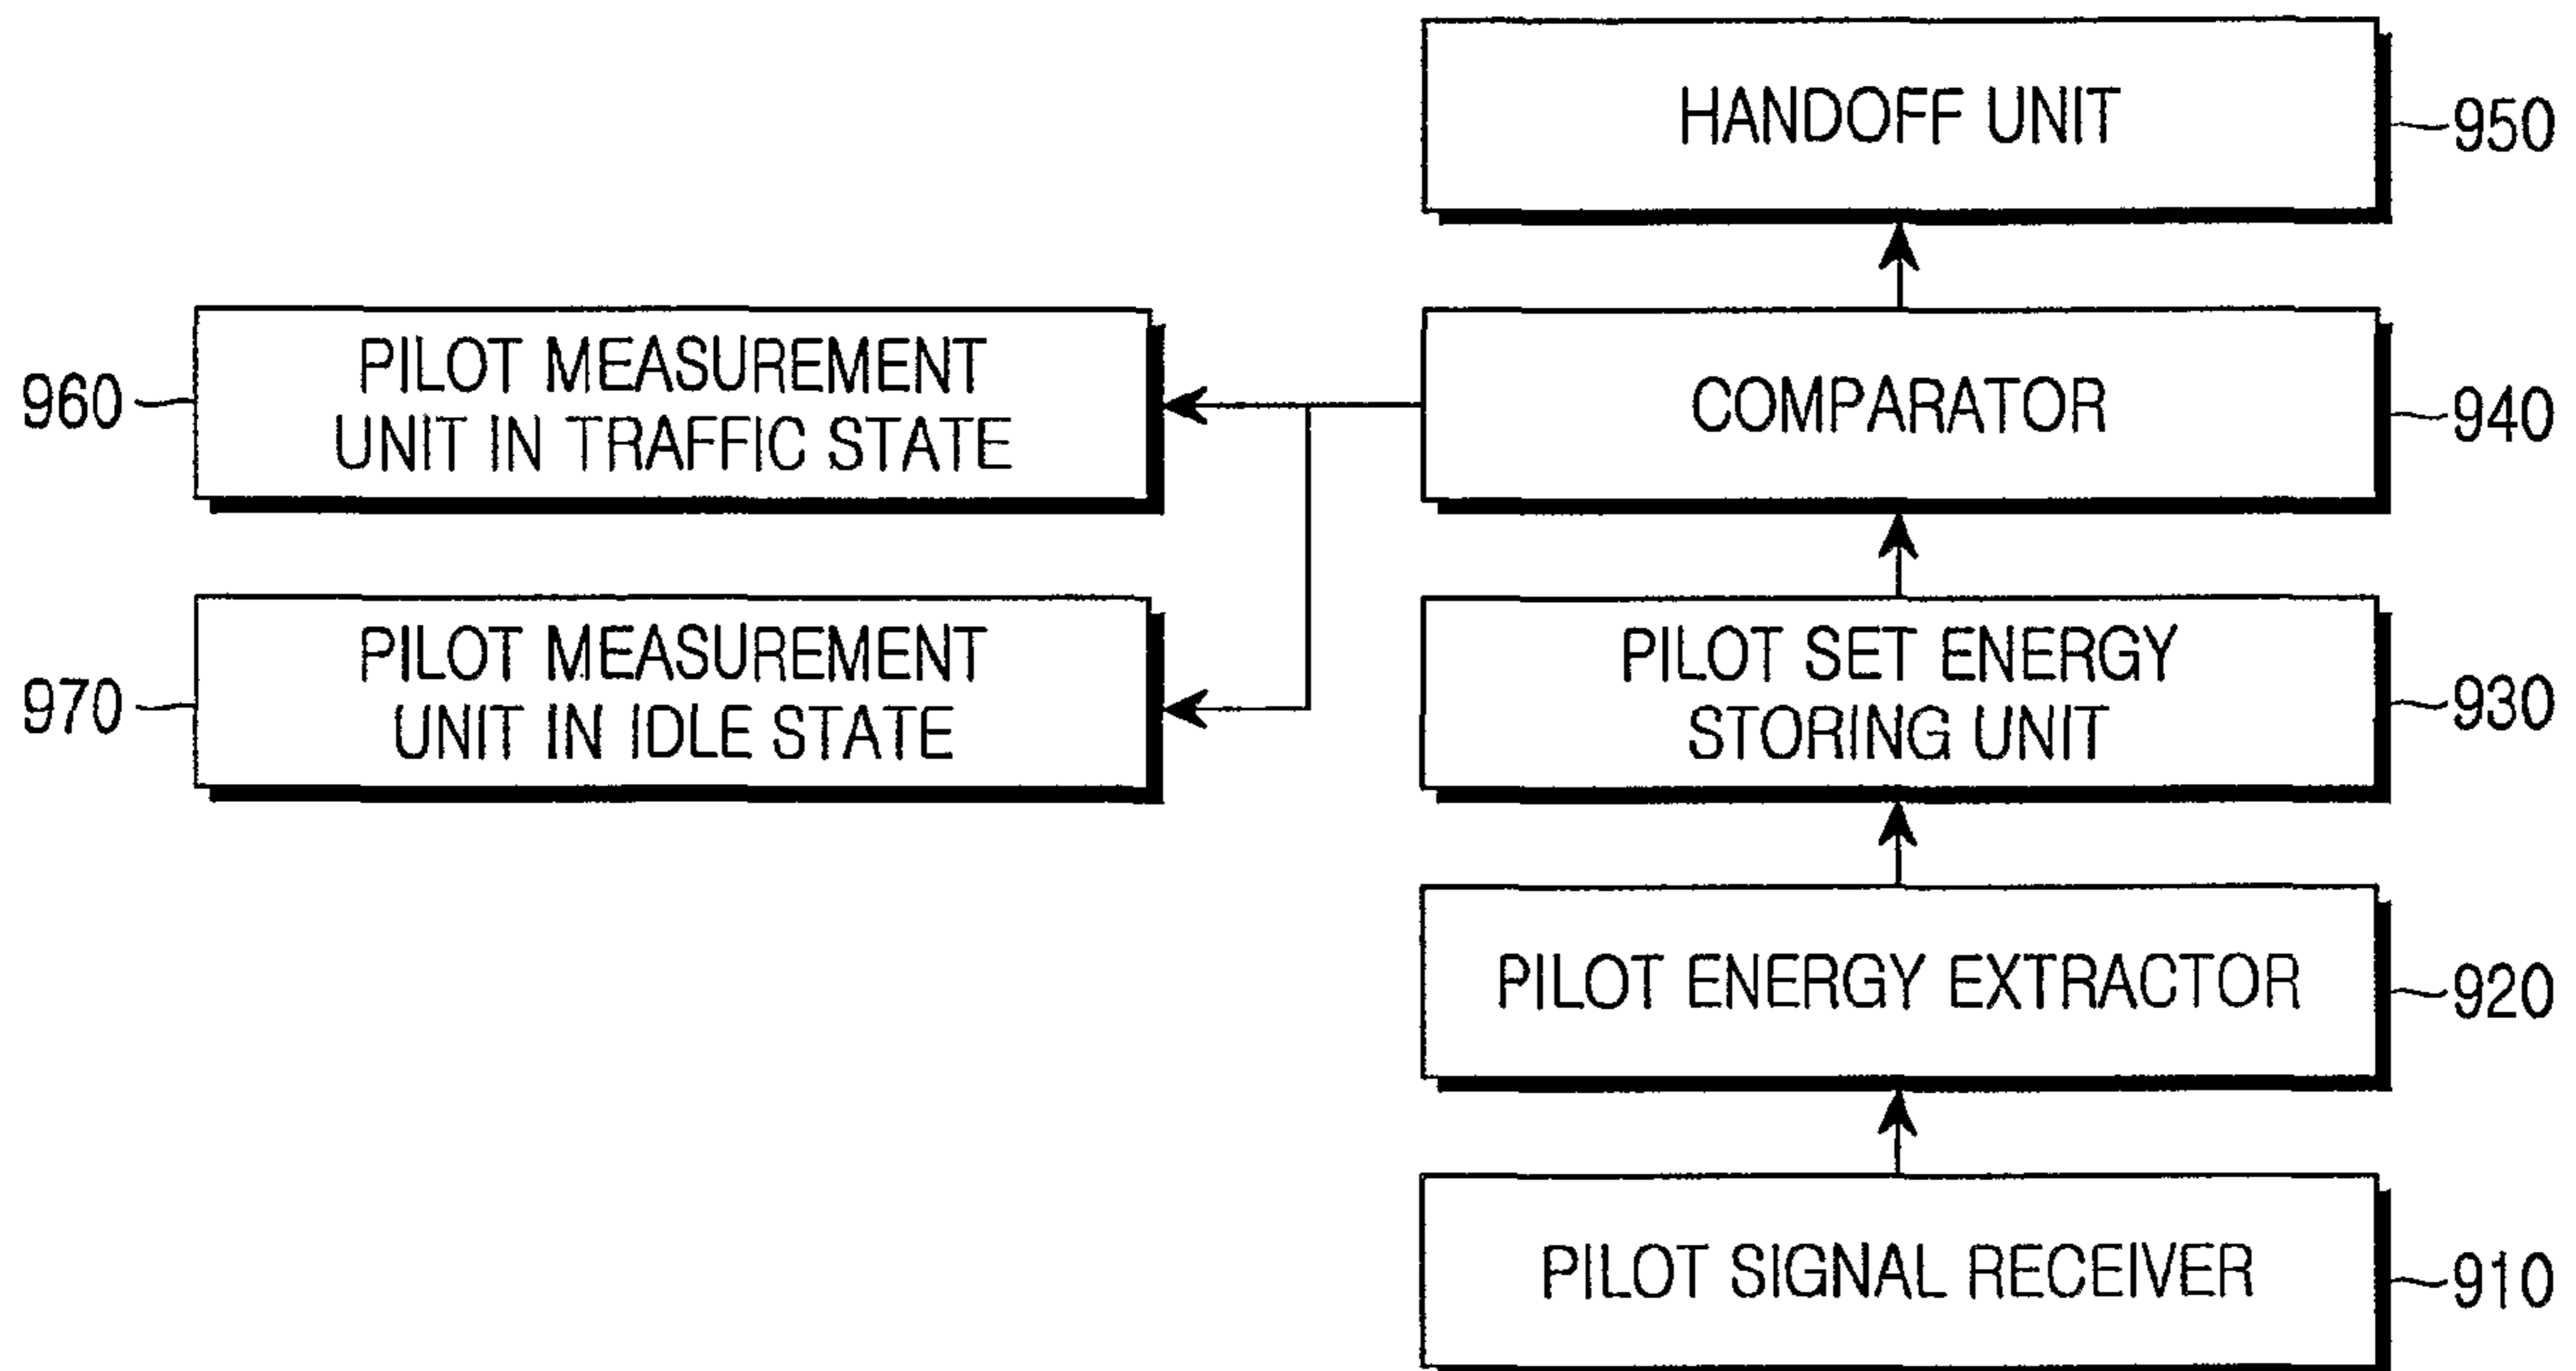 HANDOFF UNIT
950
960
PILOT MEASUREMENT
UNIT IN TRAFFIC STATE
COMPARATOR
940
970
PILOT MEASUREMENT
UNIT IN IDLE STATE
PILOT SET ENERGY
STORING UNIT
930
PILOT ENERGY EXTRACTOR
920
PILOT SIGNAL RECEIVER
910